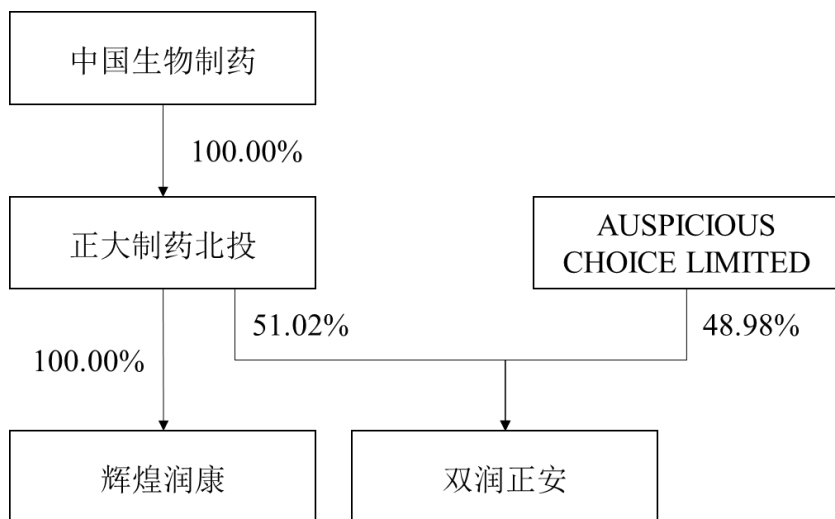 中国生物制药
100.00%
正大制药北投
AUSPICIOUS
CHOICE LIMITED
51.02%
48.98%
100.00%
辉煌润康
双润正安